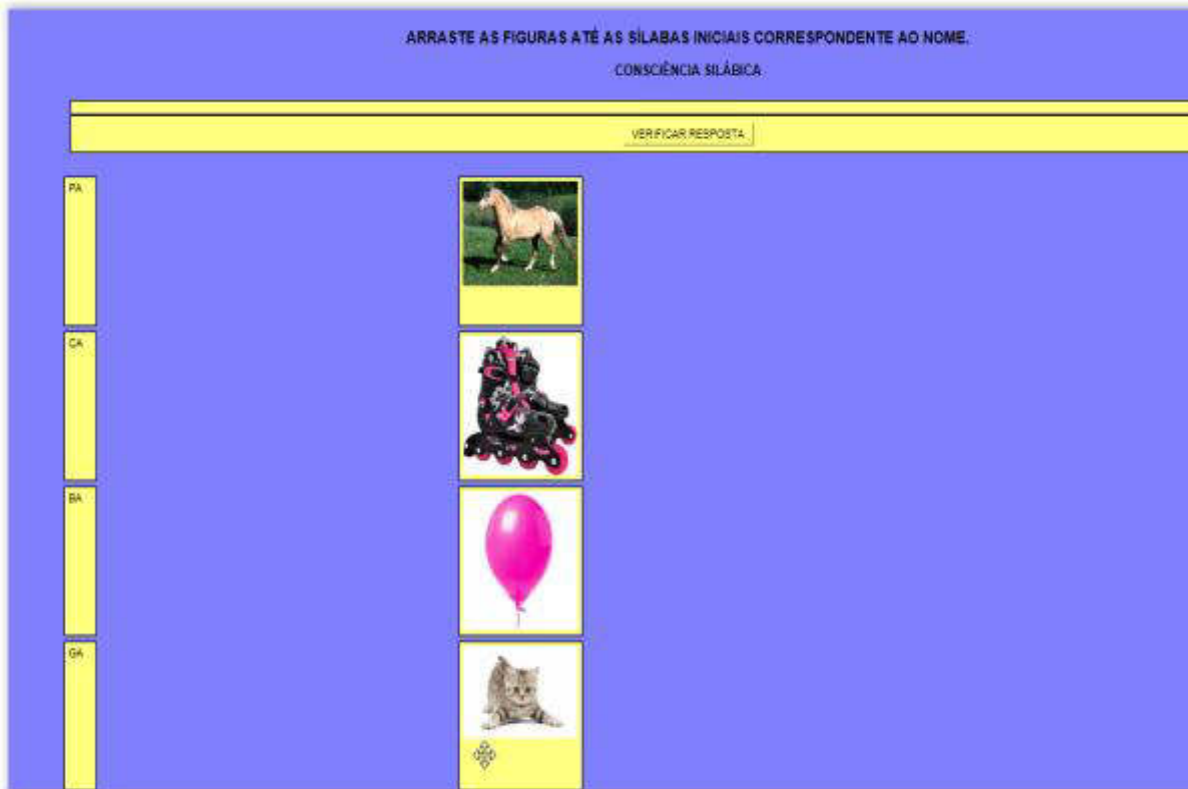 ARRASTE AS FIGURAS ATÉ AS SÍLABAS INICIAIS CORRESPONDENTE AO NOME.
CONSCIÊNCIA SILÁBICA
VERIFICAR RESPOSTA
PA
CA
BA
GA